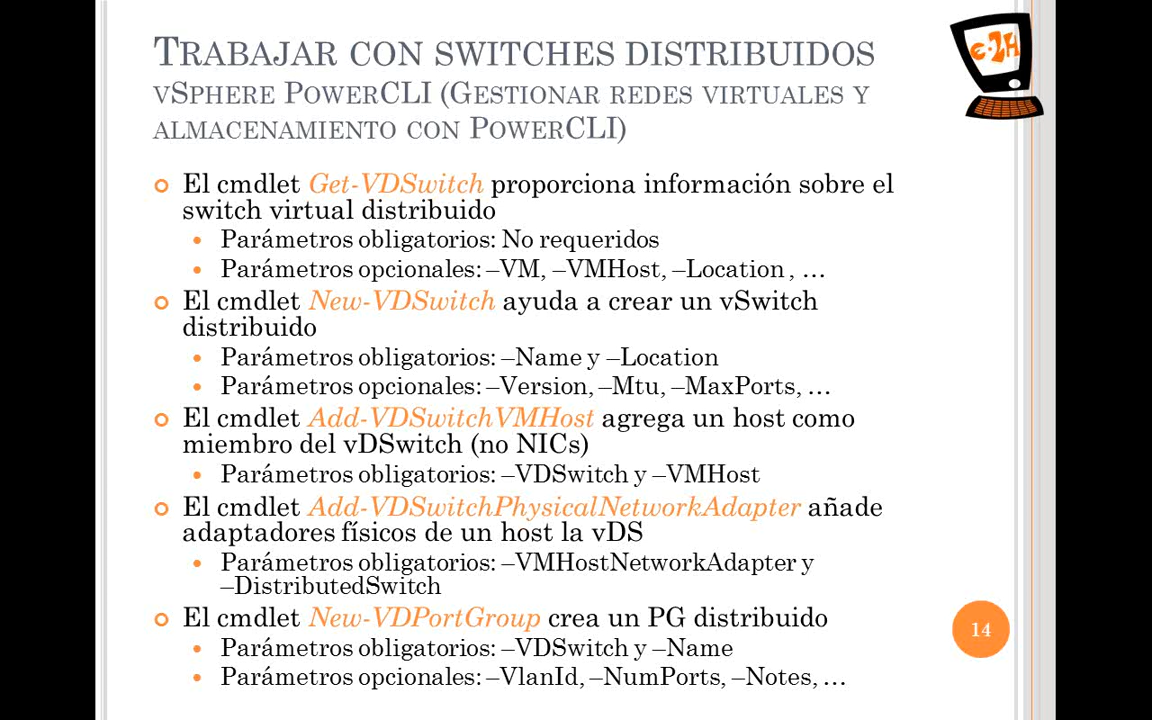 TRABAJAR CON SWITCHES DISTRIBUIDOS
VSPHERE POWERCLI (GESTIONAR REDES VIRTUALES Y
ALMACENAMIENTO CON POWERCLI)
e-2H
El cmdlet Get-VDSwitch proporciona información sobre el
switch virtual distribuido
Parámetros obligatorios: No requeridos
Parámetros opcionales: –VM, –VMHost, –Location , …
El cmdlet New-VDSwitch ayuda a crear un vSwitch
distribuido
Parámetros obligatorios: –Name y –Location
Parámetros opcionales: –Version, –Mtu, –MaxPorts, …
El cmdlet Add-VDSwitchVMHost agrega un host como
miembro del vDSwitch (no NICs)
Parámetros obligatorios: –VDSwitch y –VMHost
El cmdlet Add-VDSwitchPhysicalNetworkAdapter añade
adaptadores físicos de un host la vDS
Parámetros obligatorios: –VMHostNetworkAdapter y
–DistributedSwitch
El cmdlet New-VDPortGroup crea un PG distribuido
Parámetros obligatorios: –VDSwitch y –Name
Parámetros opcionales: –VlanId, –NumPorts, –Notes, …
14